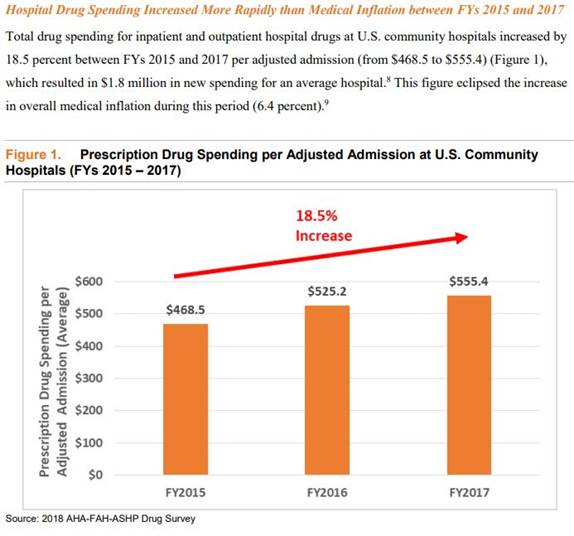 Hospital Drug Spending Increased More Rapidly than Medical Inflation between FYs 2015 and 2017
Total drug spending for inpatient and outpatient hospital drugs at U.S. community hospitals increased by
18.5 percent between FYs 2015 and 2017 per adjusted admission (from $468.5 to $555.4) (Figure 1),
which resulted in $1.8 million in new spending for an average hospital.⁸ This figure eclipsed the increase
in overall medical inflation during this period (6.4 percent).⁹
Figure 1. Prescription Drug Spending per Adjusted Admission at U.S. Community
Hospitals (FYs 2015 – 2017)
18.5%
Increase
Prescription Drug Spending per
Adjusted Admission (Average)
$600
$500
$400
$300
$200
$100
$0
$468.5
$525.2
$555.4
FY2015
FY2016
FY2017
Source: 2018 AHA-FAH-ASHP Drug Survey